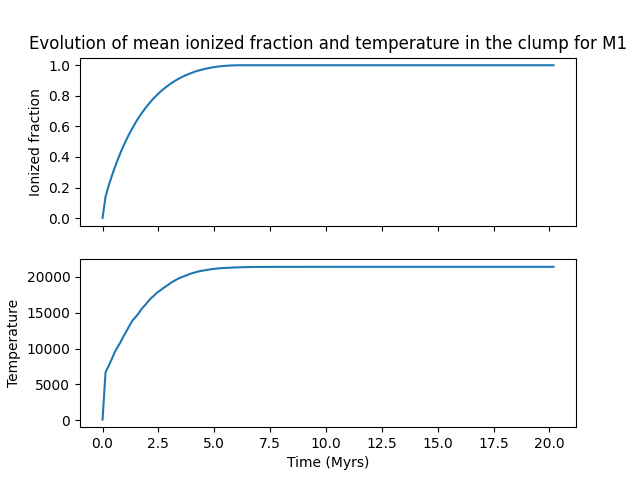 Evolution of mean ionized fraction and temperature in the clump for M1
1.0
0.8
0.6
0.4
0.2
0.0
Ionized fraction
20000
15000
10000
5000
0
Temperature
0.0 2.5 5.0 7.5 10.0 12.5 15.0 17.5 20.0
Time (Myrs)